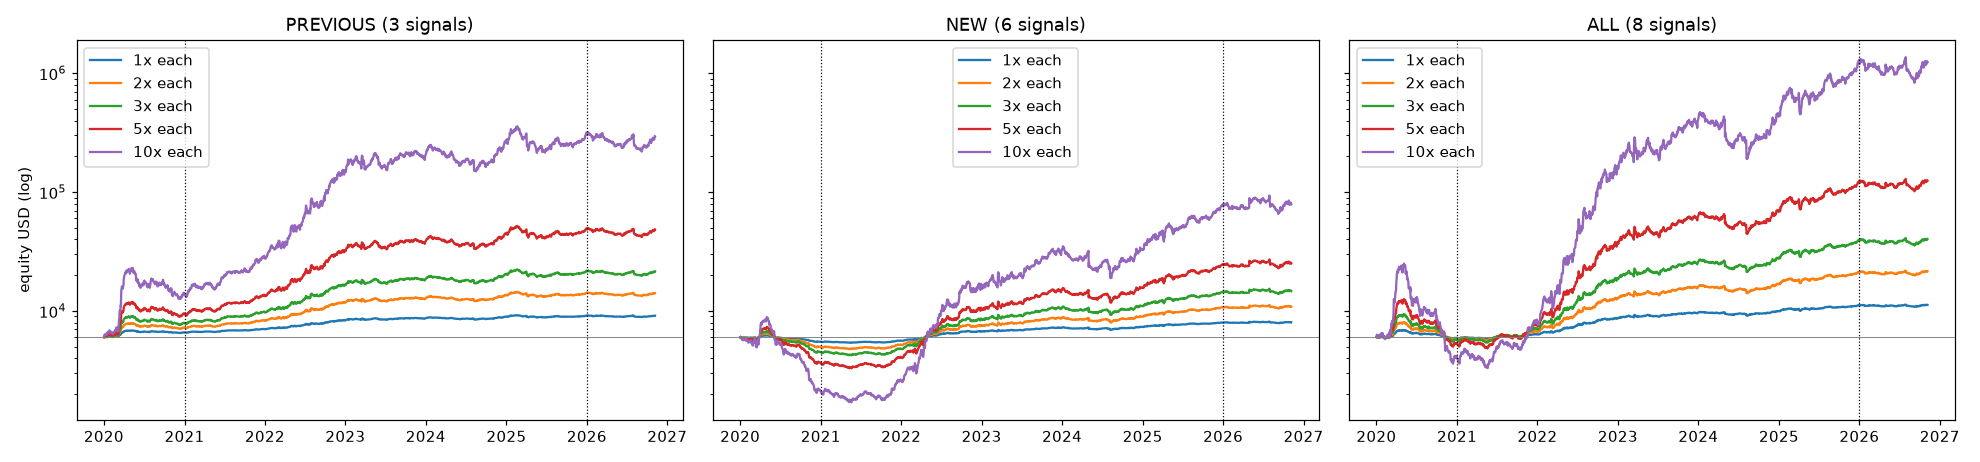 PREVIOUS (3 signals)
equity USD (log)
10⁶
10⁵
10⁴
1x each
2x each
3x each
5x each
10x each
2020 2021 2022 2023 2024 2025 2026 2027
NEW (6 signals)
1x each
2x each
3x each
5x each
10x each
2020 2021 2022 2023 2024 2025 2026 2027
ALL (8 signals)
1x each
2x each
3x each
5x each
10x each
2020 2021 2022 2023 2024 2025 2026 2027